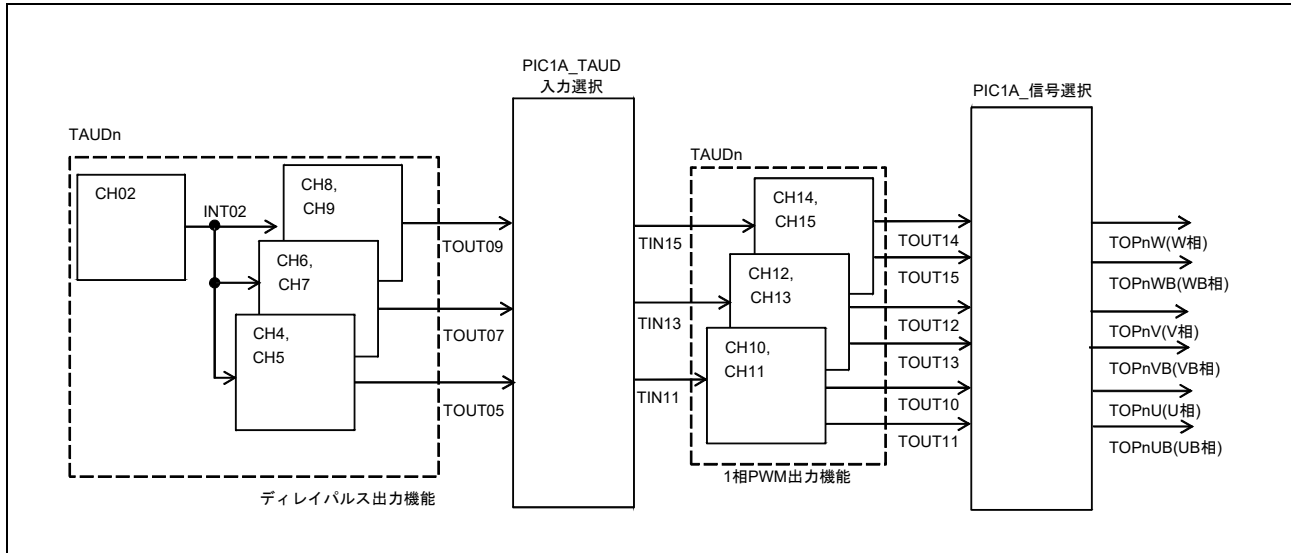 PIC1A_TAUD
入力選択
PIC1A_信号選択
TAUDn
CH02
INT02
CH8,
CH9
CH6,
CH7
CH4,
CH5
TOUT09
TOUT07
TOUT05
ディレイパルス出力機能
TIN15
TIN13
TIN11
TAUDn
CH14,
CH15
CH12,
CH13
CH10,
CH11
1相PWM出力機能
TOUT14
TOUT15
TOUT12
TOUT13
TOUT10
TOUT11
TOPnW(W相)
TOPnWB(WB相)
TOPnV(V相)
TOPnVB(VB相)
TOPnU(U相)
TOPnUB(UB相)